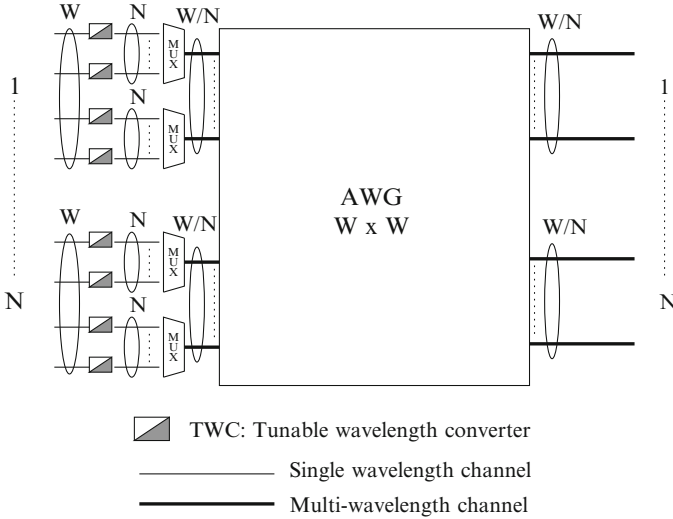 W N W/N W/N
MUX
1 1
N
MUX
AWG
W x W
W N W/N W/N
MUX
N N
N
MUX
TWC: Tunable wavelength converter
Single wavelength channel
Multi-wavelength channel